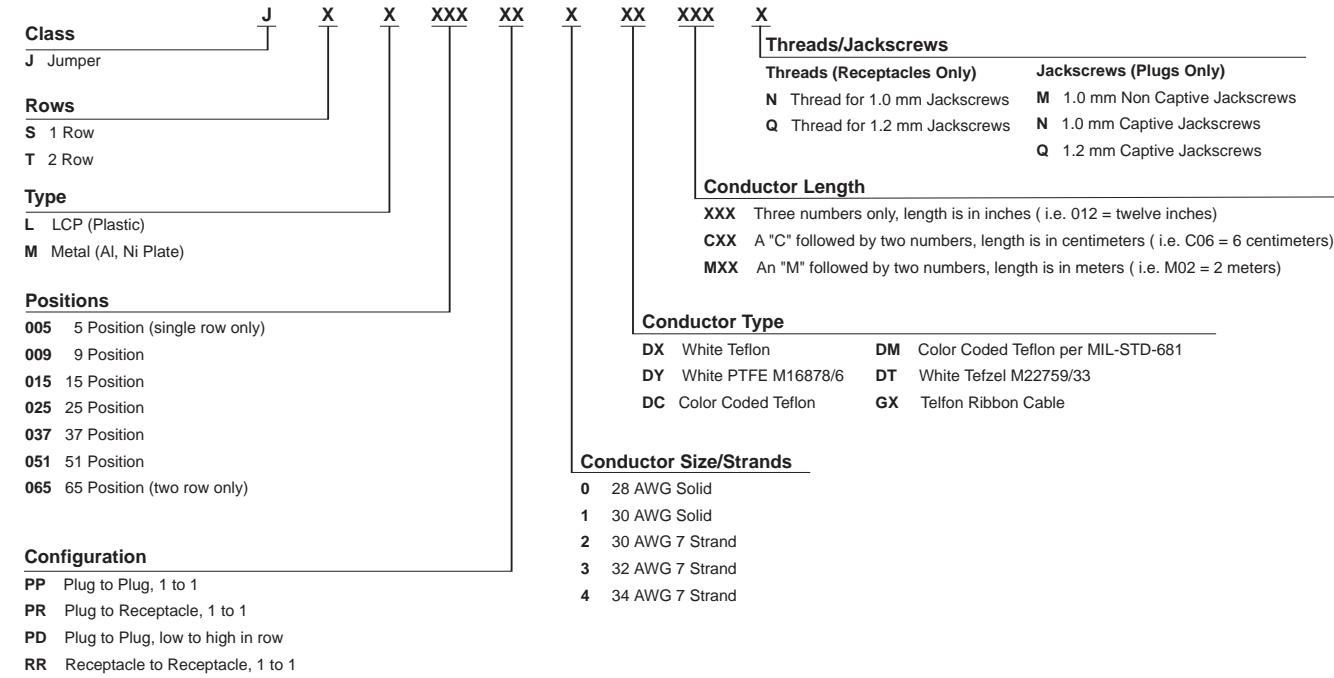 J X X XXX XX X XX XXX X
Class
J Jumper
Rows
S 1 Row
T 2 Row
Type
L LCP (Plastic)
M Metal (Al, Ni Plate)
Positions
005 5 Position (single row only)
009 9 Position
015 15 Position
025 25 Position
037 37 Position
051 51 Position
065 65 Position (two row only)
Configuration
PP Plug to Plug, 1 to 1
PR Plug to Receptacle, 1 to 1
PD Plug to Plug, low to high in row
RR Receptacle to Receptacle, 1 to 1
Threads/Jackscrews
Threads (Receptacles Only)
N Thread for 1.0 mm Jackscrews
Q Thread for 1.2 mm Jackscrews
Jackscrews (Plugs Only)
M 1.0 mm Non Captive Jackscrews
N 1.0 mm Captive Jackscrews
Q 1.2 mm Captive Jackscrews
Conductor Length
XXX Three numbers only, length is in inches ( i.e. 012 = twelve inches)
CXX A "C" followed by two numbers, length is in centimeters ( i.e. C06 = 6 centimeters)
MXX An "M" followed by two numbers, length is in meters ( i.e. M02 = 2 meters)
Conductor Type
DX White Teflon
DY White PTFE M16878/6
DC Color Coded Teflon
DM Color Coded Teflon per MIL-STD-681
DT White Tefzel M22759/33
GX Telfon Ribbon Cable
Conductor Size/Strands
0 28 AWG Solid
1 30 AWG Solid
2 30 AWG 7 Strand
3 32 AWG 7 Strand
4 34 AWG 7 Strand